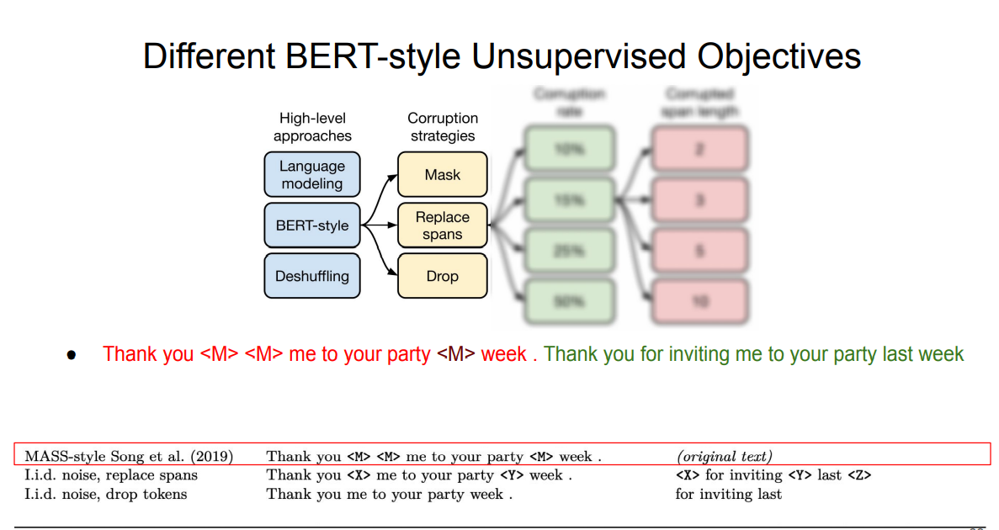 Different BERT-style Unsupervised Objectives
High-level
approaches
Corruption
strategies
Corruption
rate
Corrupted
span length
Language
modeling
BERT-style
Deshuffling
Mask
Replace
spans
Drop
10%
15%
25%
50%
2
3
5
10
● Thank you <M> <M> me to your party <M> week . Thank you for inviting me to your party last week
MASS-style Song et al. (2019) Thank you <M> <M> me to your party <M> week . (original text)
I.i.d. noise, replace spans Thank you <X> me to your party <Y> week . <X> for inviting <Y> last <Z>
I.i.d. noise, drop tokens Thank you me to your party week . for inviting last